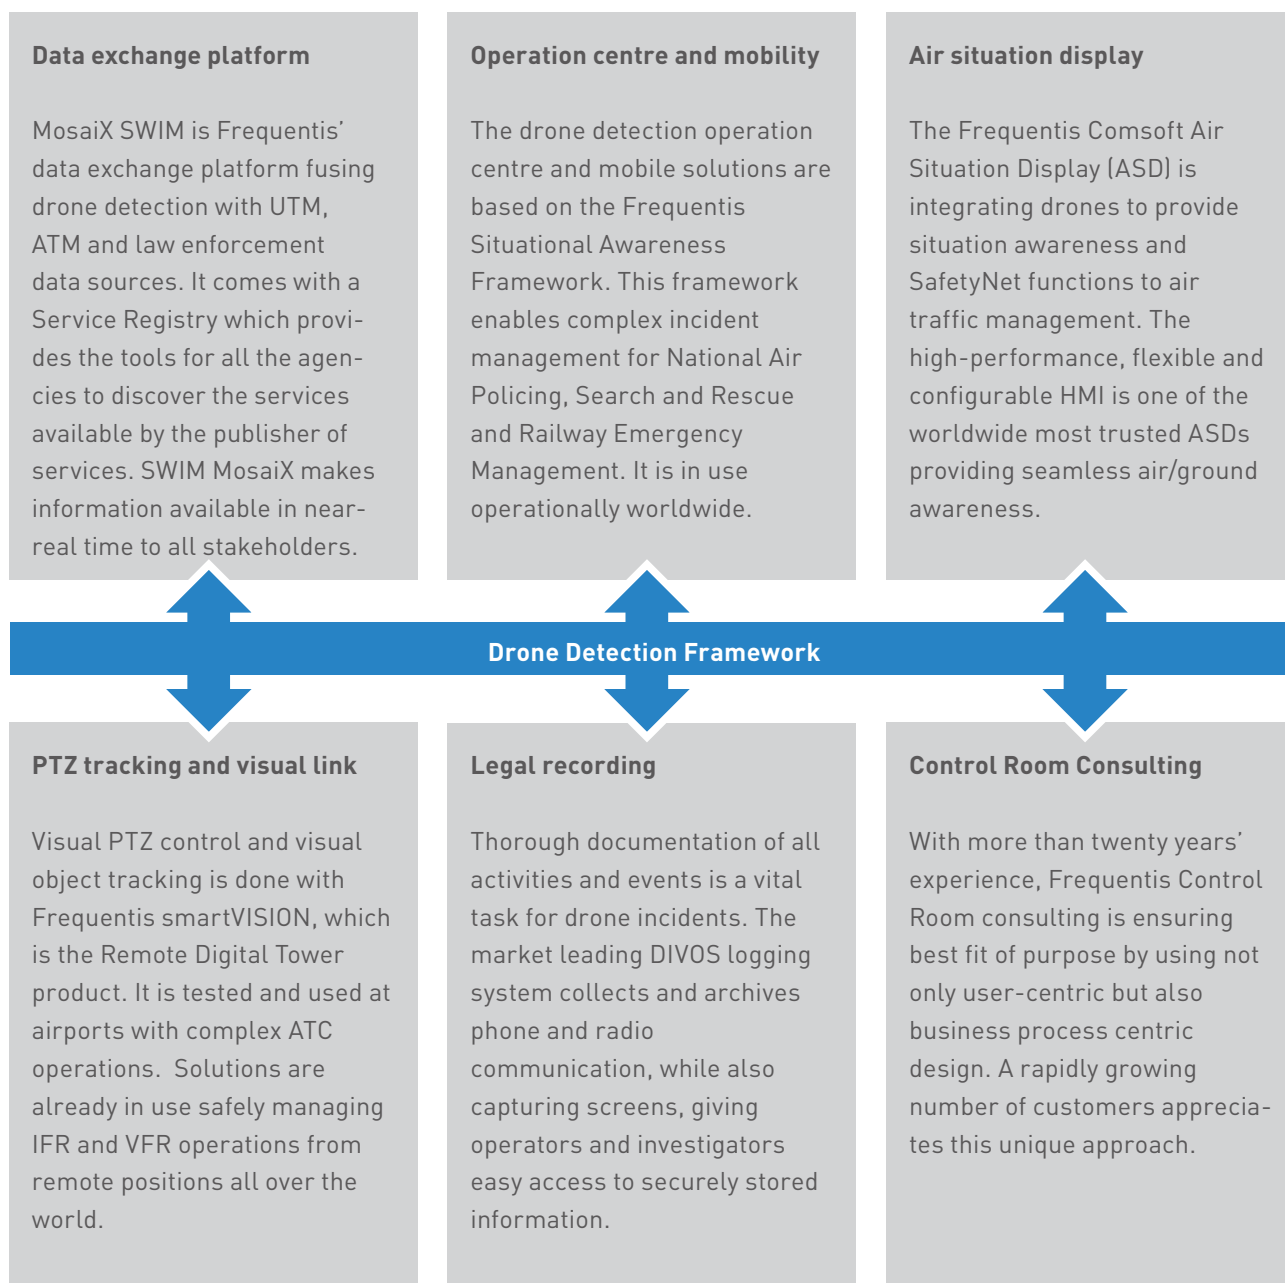 Data exchange platform
MosaiX SWIM is Frequentis’
data exchange platform fusing
drone detection with UTM,
ATM and law enforcement
data sources. It comes with a
Service Registry which provi-
des the tools for all the agen-
cies to discover the services
available by the publisher of
services. SWIM MosaiX makes
information available in near-
real time to all stakeholders.
Operation centre and mobility
The drone detection operation
centre and mobile solutions are
based on the Frequentis
Situational Awareness
Framework. This framework
enables complex incident
management for National Air
Policing, Search and Rescue
and Railway Emergency
Management. It is in use
operationally worldwide.
Air situation display
The Frequentis Comsoft Air
Situation Display (ASD) is
integrating drones to provide
situation awareness and
SafetyNet functions to air
traffic management. The
high-performance, flexible and
configurable HMI is one of the
worldwide most trusted ASDs
providing seamless air/ground
awareness.
Drone Detection Framework
PTZ tracking and visual link
Visual PTZ control and visual
object tracking is done with
Frequentis smartVISION, which
is the Remote Digital Tower
product. It is tested and used at
airports with complex ATC
operations.  Solutions are
already in use safely managing
IFR and VFR operations from
remote positions all over the
world.
Legal recording
Thorough documentation of all
activities and events is a vital
task for drone incidents. The
market leading DIVOS logging
system collects and archives
phone and radio
communication, while also
capturing screens, giving
operators and investigators
easy access to securely stored
information.
Control Room Consulting
With more than twenty years’
experience, Frequentis Control
Room consulting is ensuring
best fit of purpose by using not
only user-centric but also
business process centric
design. A rapidly growing
number of customers apprecia-
tes this unique approach.